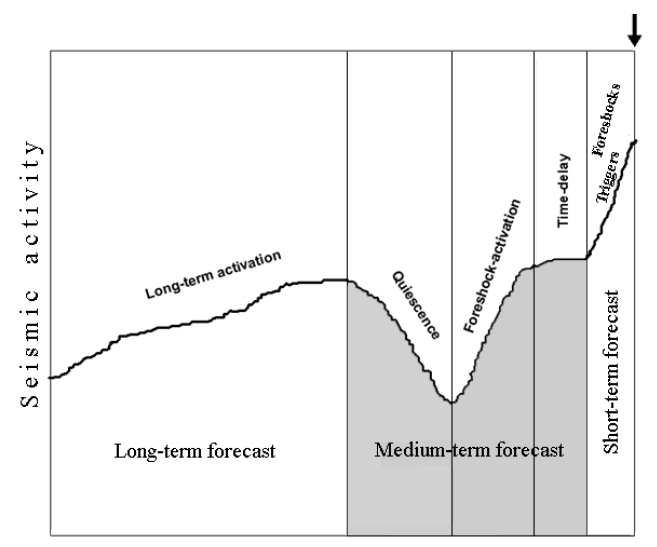 Seismic activity
Long-term activation
Quiescence
Foreshock-activation
Time-delay
Foreshocks
Triggers
Long-term forecast
Medium-term forecast
Short-term forecast